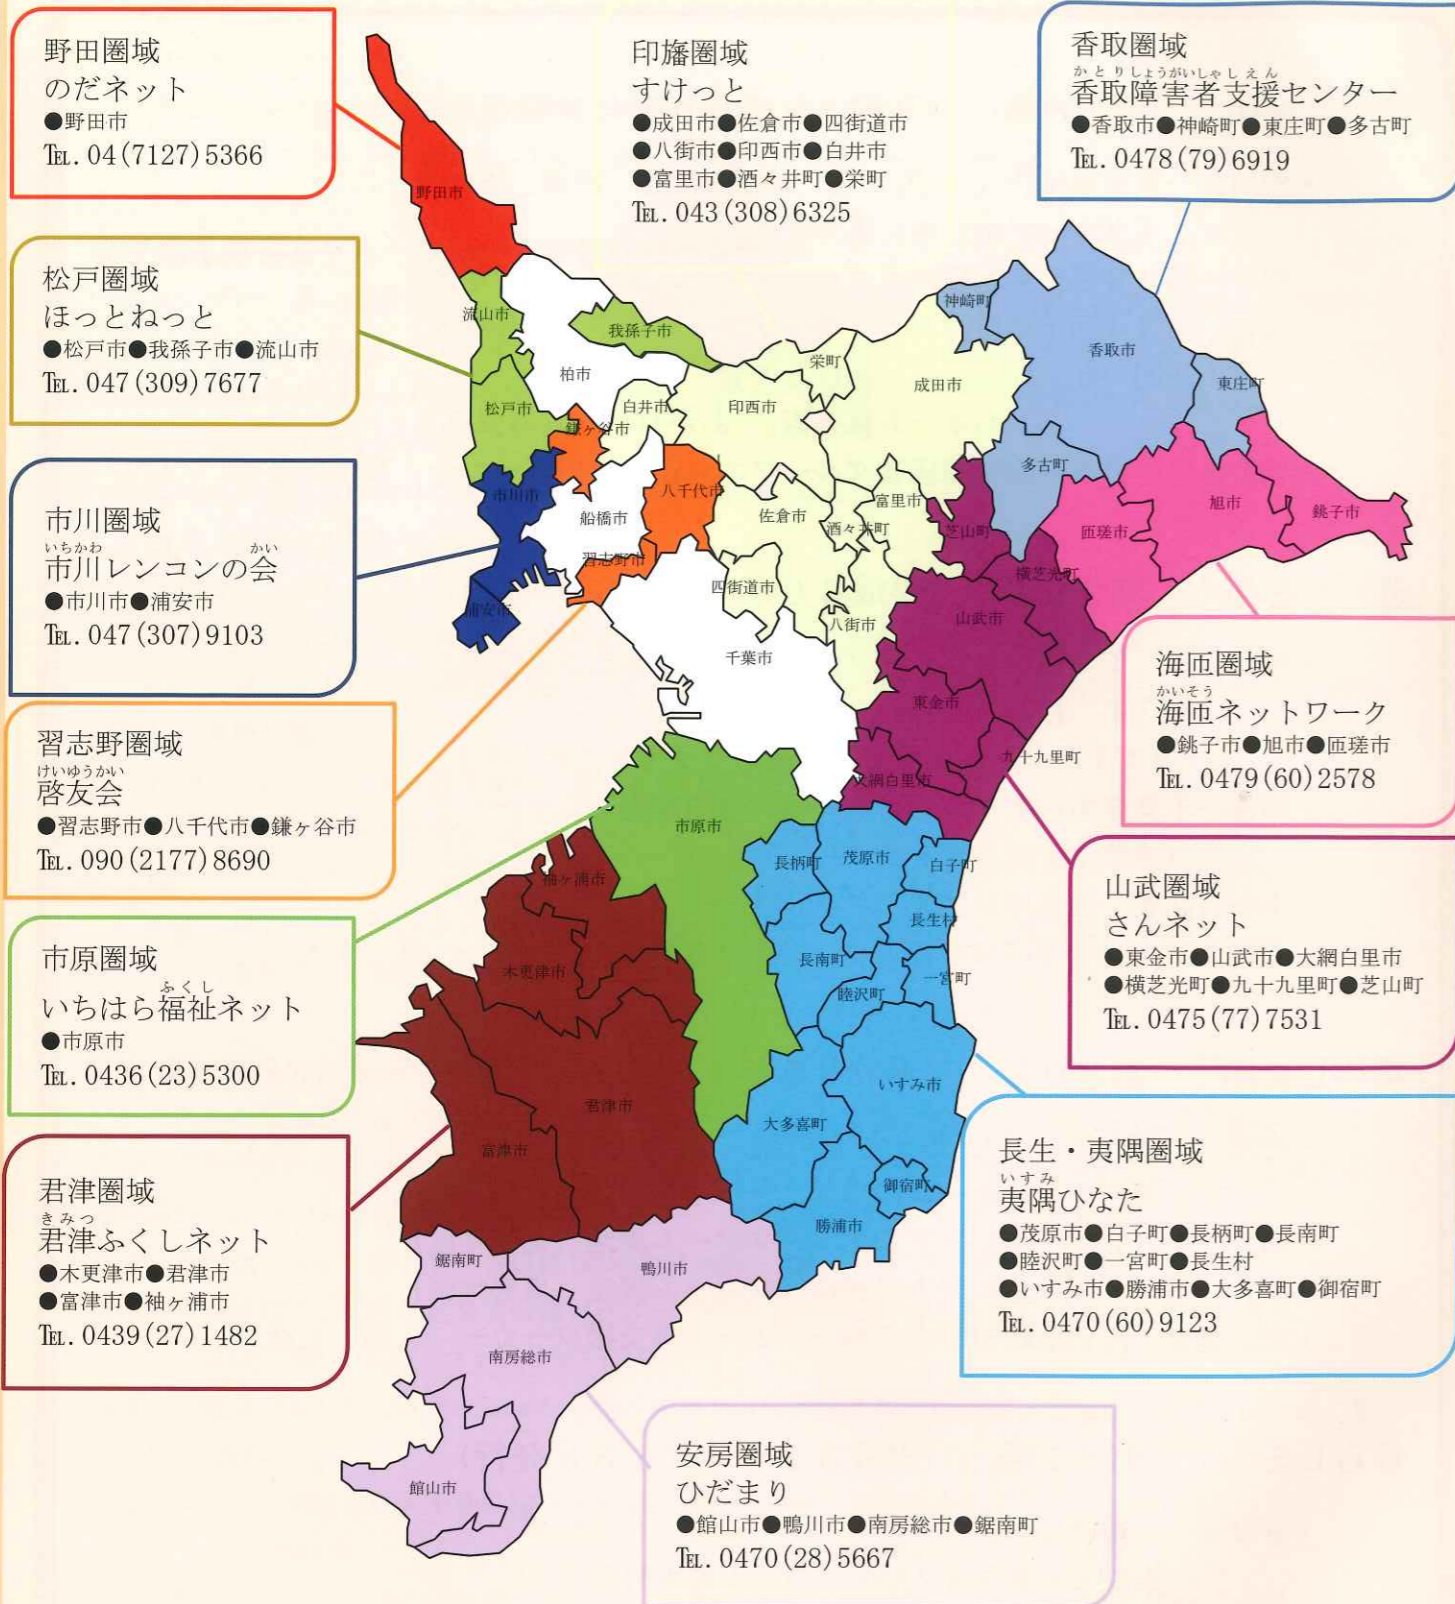 野田圏域
のだネット
●野田市
℡. 04(7127)5366
印旛圏域
すけっと
●成田市●佐倉市●四街道市
●八街市●印西市●白井市
●富里市●酒々井町●栄町
℡. 043(308)6325
香取圏域
かとりしょうがいしゃしえん
香取障害者支援センター
●香取市●神崎町●東庄町●多古町
℡. 0478(79)6919
松戸圏域
ほっとねっと
●松戸市●我孫子市●流山市
℡. 047(309)7677
市川圏域
いちかわ かい
市川レンコンの会
●市川市●浦安市
℡. 047(307)9103
習志野圏域
けいゆうかい
啓友会
●習志野市●八千代市●鎌ヶ谷市
℡. 090(2177)8690
市原圏域
ふくし
いちはら福祉ネット
●市原市
℡. 0436(23)5300
君津圏域
きみつ
君津ふくしネット
●木更津市●君津市
●富津市●袖ヶ浦市
℡. 0439(27)1482
海匝圏域
かいそう
海匝ネットワーク
●銚子市●旭市●匝瑳市
℡. 0479(60)2578
山武圏域
さんネット
●東金市●山武市●大網白里市
●横芝光町●九十九里町●芝山町
℡. 0475(77)7531
長生・夷隅圏域
いすみ
夷隅ひなた
●茂原市●白子町●長柄町●長南町
●睦沢町●一宮町●長生村
●いすみ市●勝浦市●大多喜町●御宿町
℡. 0470(60)9123
安房圏域
ひだまり
●館山市●鴨川市●南房総市●鋸南町
℡. 0470(28)5667
野田市
流山市
我孫子市
柏市
松戸市
鎌ヶ谷市
白井市
印西市
栄町
成田市
神崎町
香取市
東庄町
多古町
市川市
船橋市
八千代市
習志野市
浦安市
佐倉市
酒々井町
富里市
四街道市
八街市
千葉市
芝山町
横芝光町
匝瑳市
旭市
銚子市
山武市
東金市
九十九里町
大網白里市
市原市
袖ヶ浦市
木更津市
君津市
富津市
長柄町
茂原市
白子町
長生村
長南町
睦沢町
一宮町
いすみ市
大多喜町
御宿町
勝浦市
鋸南町
鴨川市
南房総市
館山市